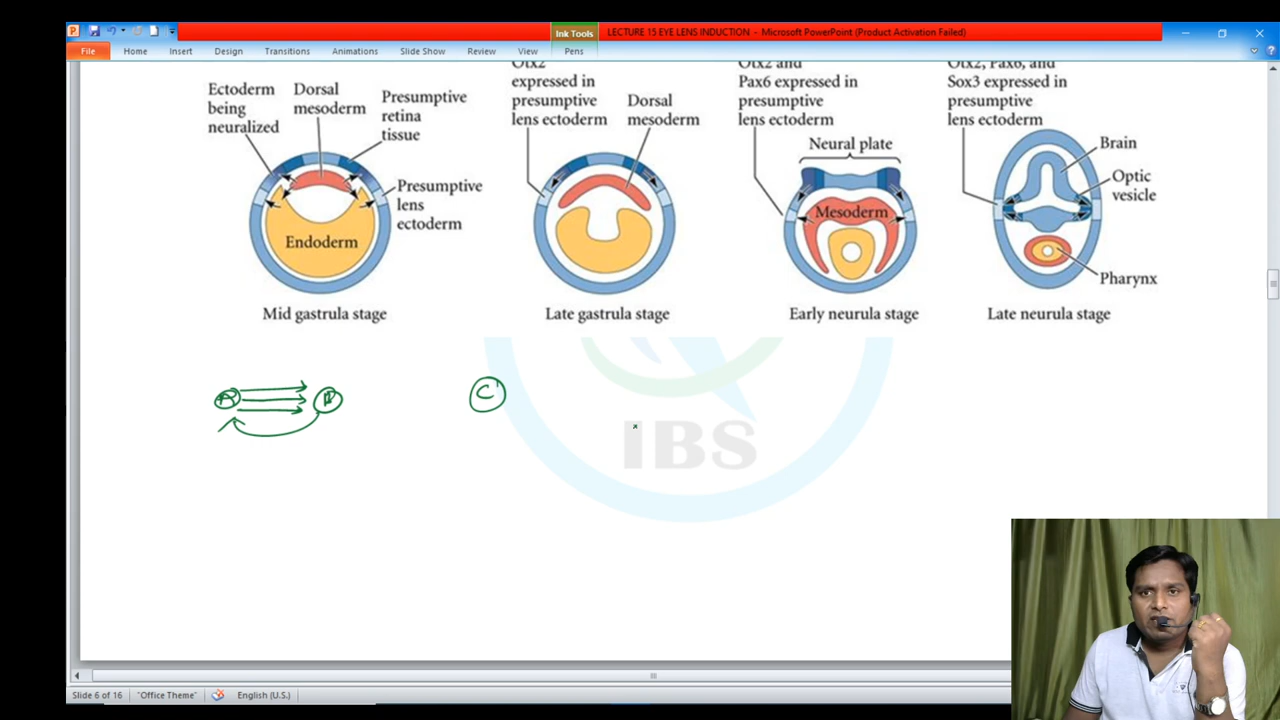 LECTURE 15 EYE LENS INDUCTION - Microsoft PowerPoint (Product Activation Failed)
Ink Tools
File Home Insert Design Transitions Animations Slide Show Review View Pens
Ectoderm
being
neuralized
Dorsal
mesoderm
Presumptive
retina
tissue
Presumptive
lens
ectoderm
Endoderm
Mid gastrula stage
Otx2
expressed in
presumptive
lens ectoderm
Dorsal
mesoderm
Late gastrula stage
Otx2 and
Pax6 expressed in
presumptive
lens ectoderm
Neural plate
Mesoderm
Early neurula stage
Otx2, Pax6, and
Sox3 expressed in
presumptive
lens ectoderm
Brain
Optic
vesicle
Pharynx
Late neurula stage
A
C
IBS
Slide 6 of 16 "Office Theme" English (U.S.)